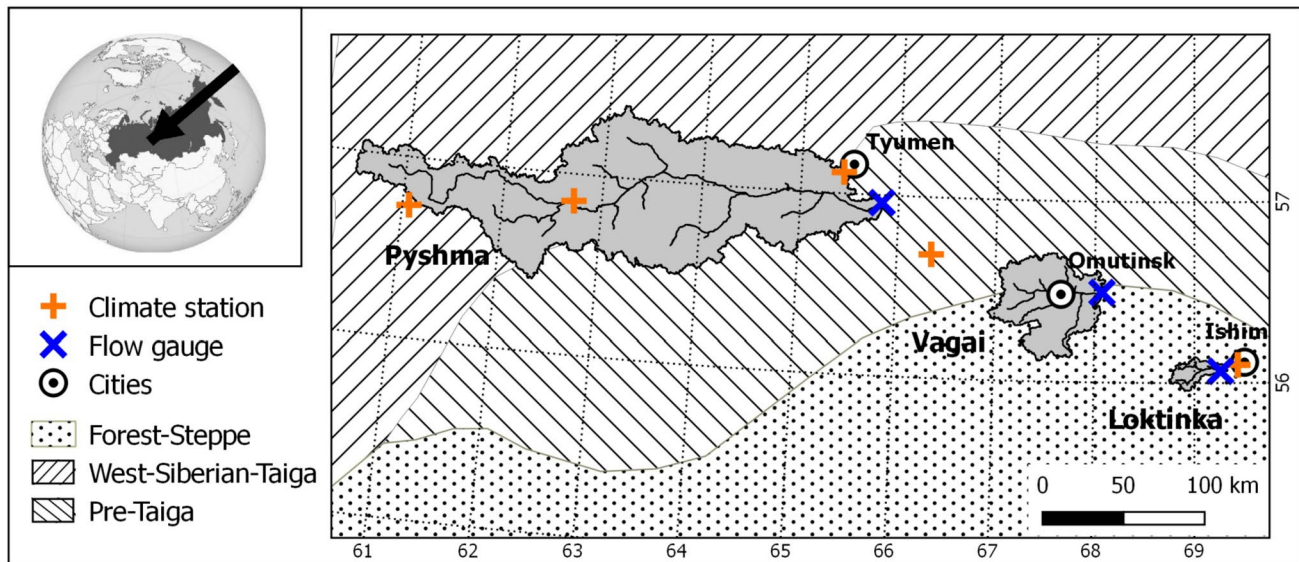 Climate station
Flow gauge
Cities
Forest-Steppe
West-Siberian-Taiga
Pre-Taiga
Tyumen
Pyshma
Omutinsk
Vagai
Ishim
Loktinka
57
56
0 50 100 km
61 62 63 64 65 66 67 68 69